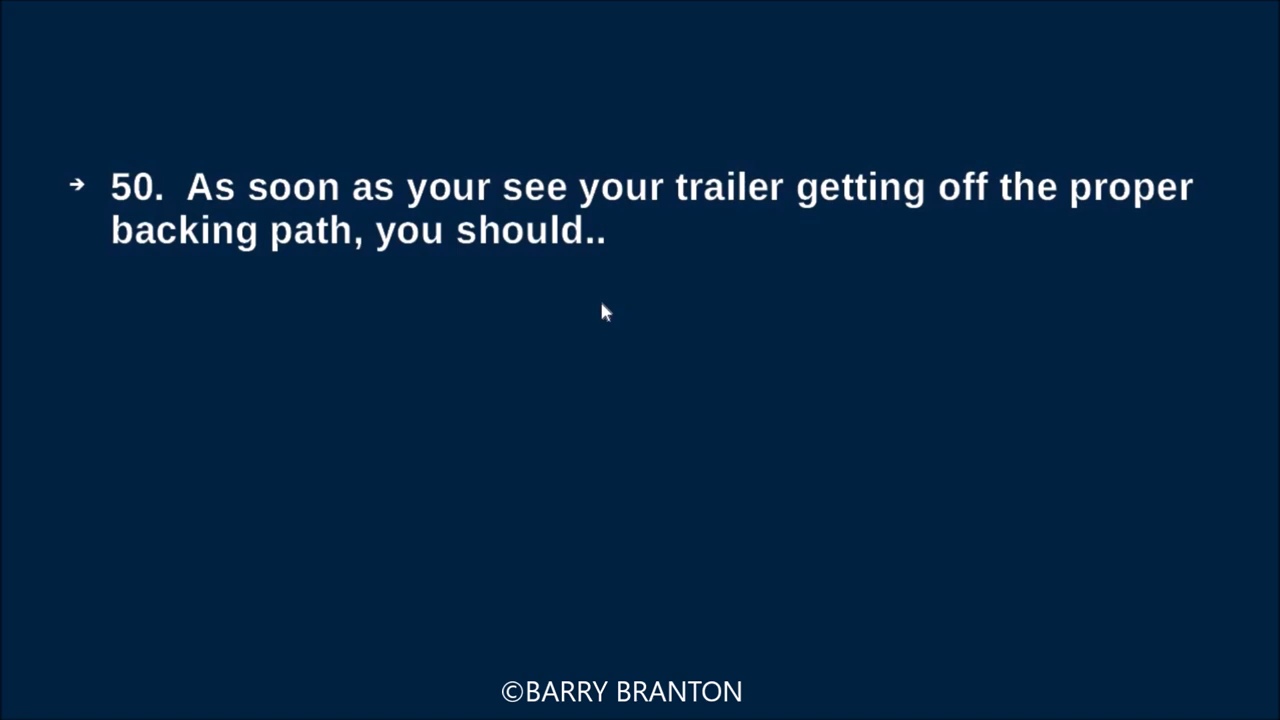 ➔ 50.  As soon as your see your trailer getting off the proper
backing path, you should..
©BARRY BRANTON